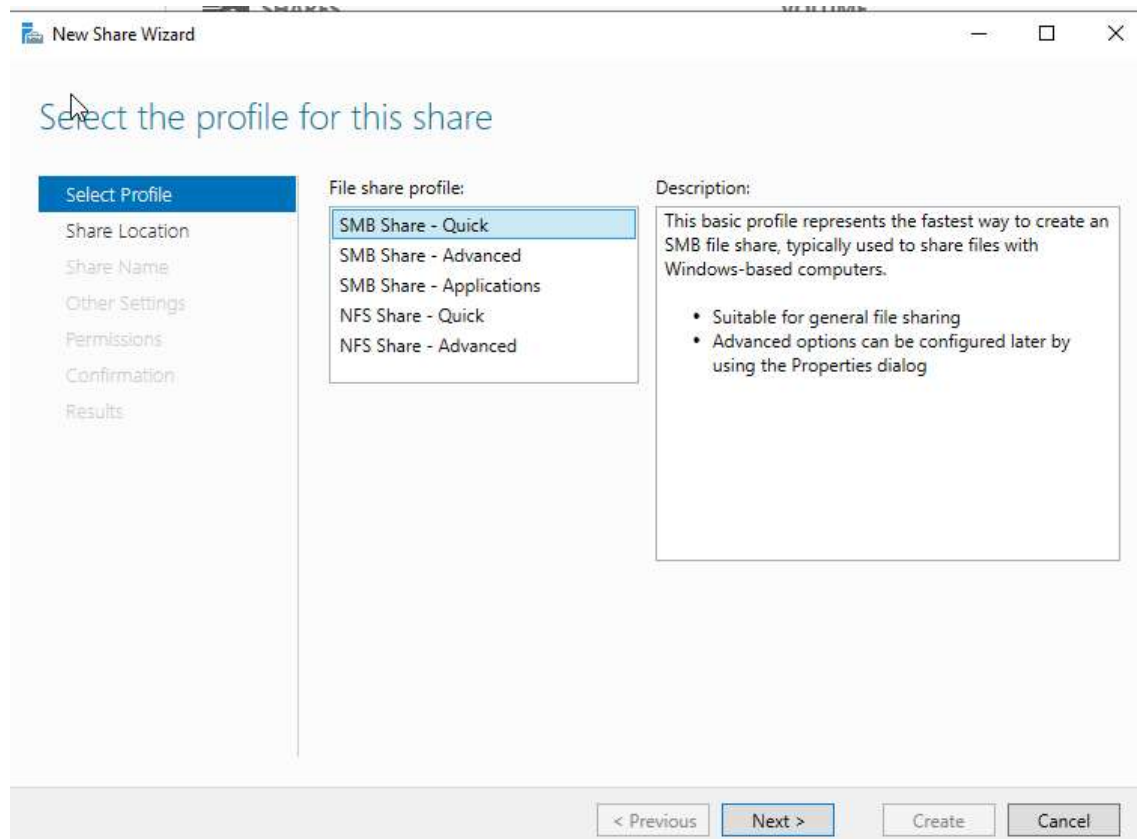 SHARES
VOLUME
New Share Wizard
Select the profile for this share
Select Profile
Share Location
Share Name
Other Settings
Permissions
Confirmation
Results
File share profile:
SMB Share - Quick
SMB Share - Advanced
SMB Share - Applications
NFS Share - Quick
NFS Share - Advanced
Description:
This basic profile represents the fastest way to create an
SMB file share, typically used to share files with
Windows-based computers.
• Suitable for general file sharing
• Advanced options can be configured later by
using the Properties dialog
< Previous
Next >
Create
Cancel